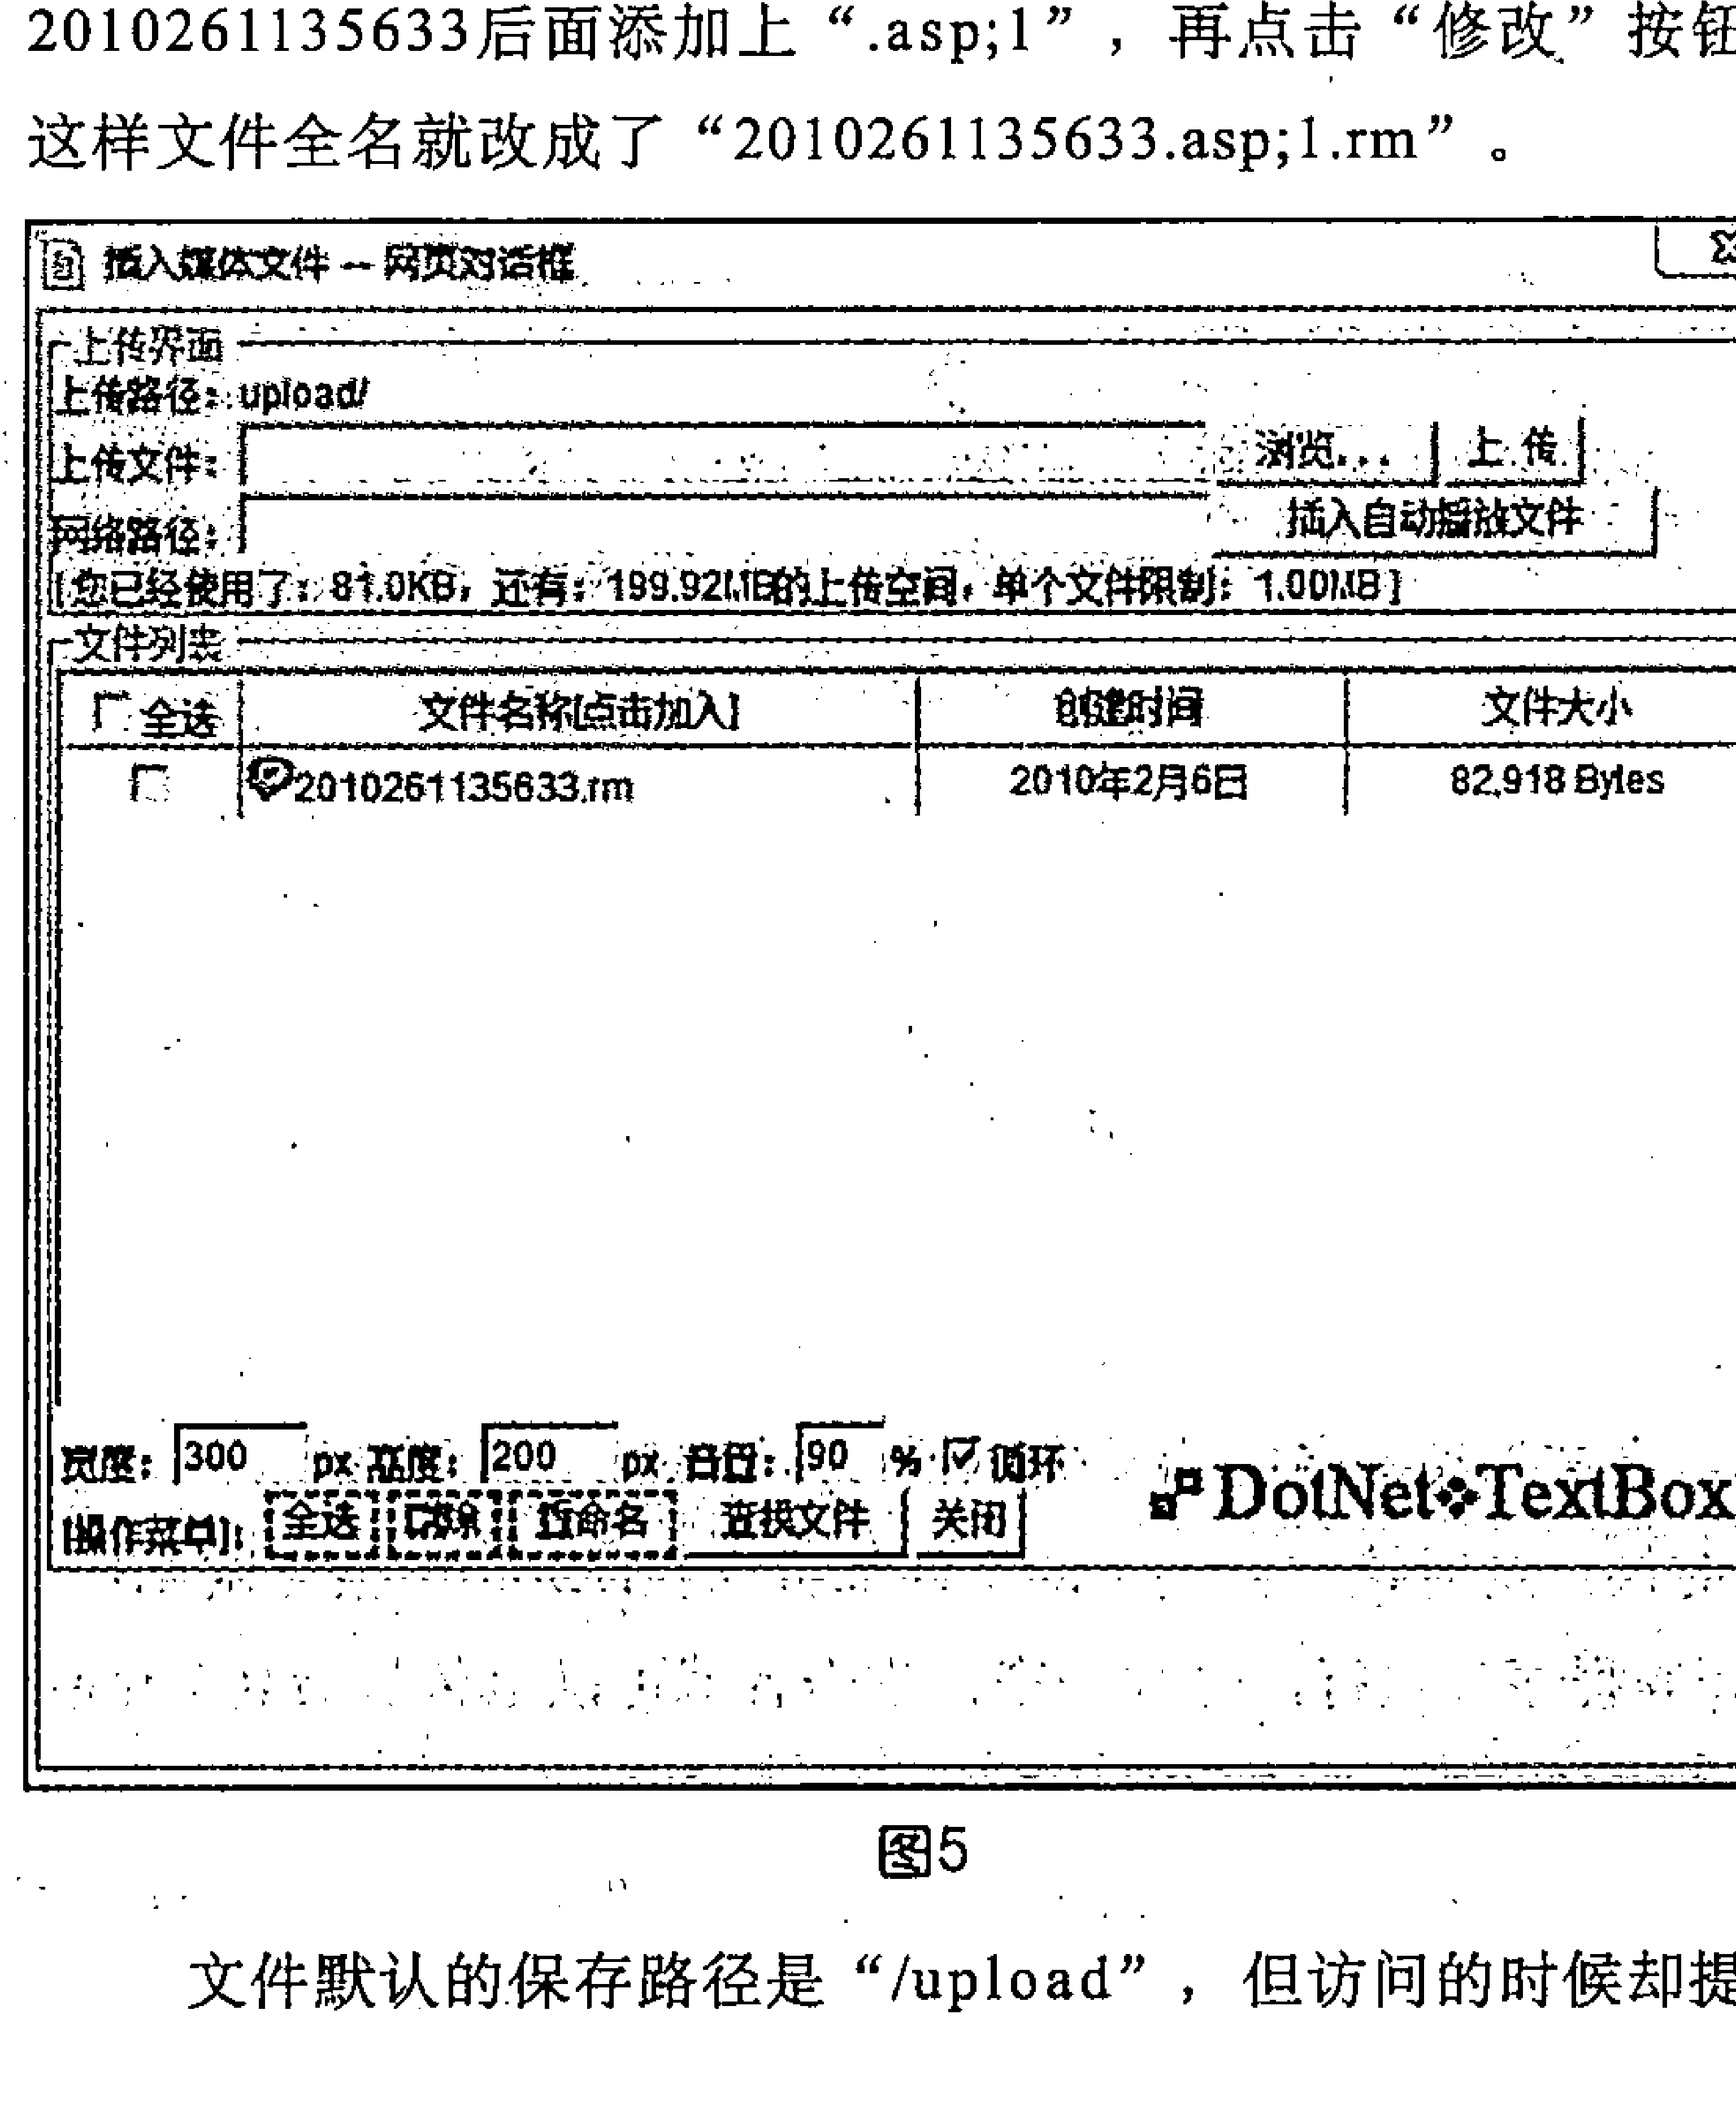 2010261135633后面添加上“.asp;1”，再点击“修改”按钮
这样文件全名就改成了“2010261135633.asp;1.rm”。
插入媒体文件 -- 网页对话框
上传界面
上传路径：upload/
上传文件： 浏览... 上 传
网络路径： 插入自动播放文件
[您已经使用了：81.0KB，还有：199.92MB的上传空间，单个文件限制：1.00MB]
文件列表
全选 文件名称[点击加入] 创建时间 文件大小
2010261135633.rm 2010年2月6日 82,918 Bytes
宽度：300 px 高度：200 px 音量：90 % 循环
[操作菜单]： 全选 删除 重命名 查找文件 关闭
DotNet TextBox
图5
文件默认的保存路径是“/upload”，但访问的时候却提